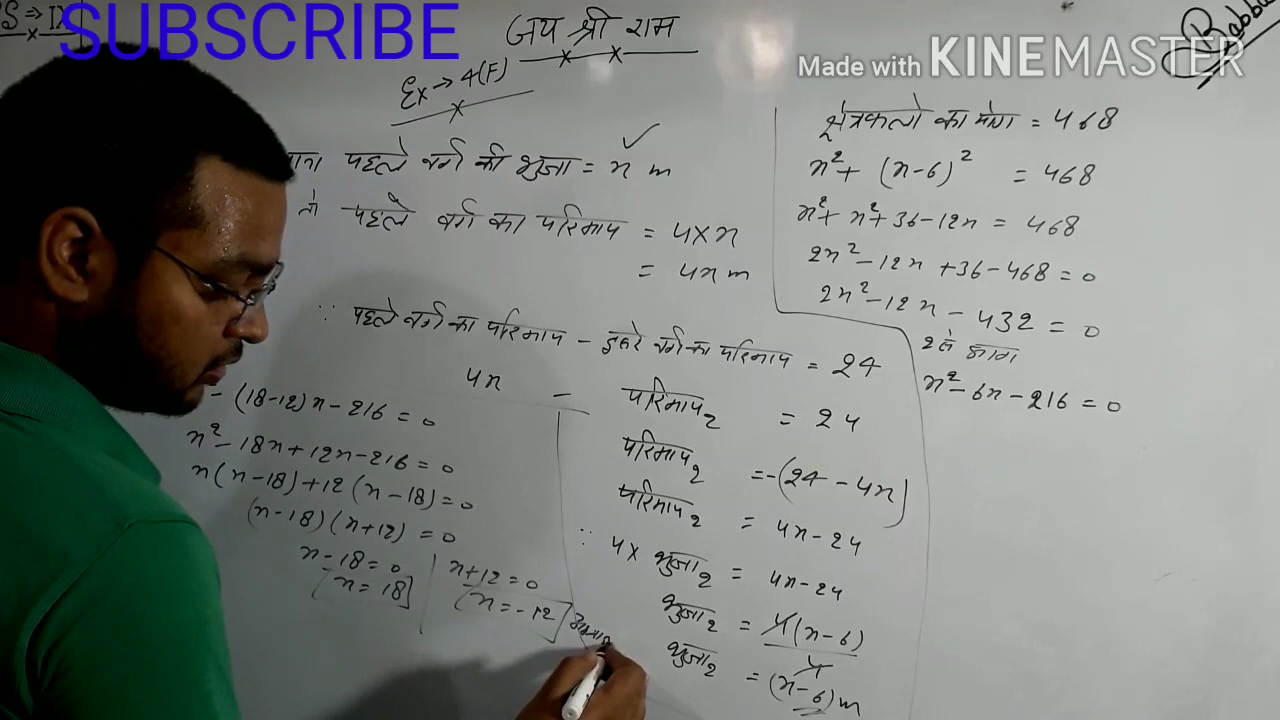 SUBSCRIBE
Made with KINEMASTER
जय श्री राम
Ex → 4(F)
पहले वर्ग की भुजा = x m ✓
तो पहले वर्ग का परिमाप = 4×x
= 4x m
∵ पहले वर्ग का परिमाप - दूसरे वर्ग का परिमाप = 24
4x - परिमाप₂ = 24
परिमाप₂ = -(24 - 4x)
परिमाप₂ = 4x - 24
∵ 4× भुजा₂ = 4x - 24
भुजा₂ = 4(x-6)/4
भुजा₂ = (x-6) m
क्षेत्रफलो का योग = 468
x² + (x-6)² = 468
x² + x² + 36 - 12x = 468
2x² - 12x + 36 - 468 = 0
2x² - 12x - 432 = 0
2 से भाग
x² - 6x - 216 = 0
- (18-12)x - 216 = 0
x² - 18x + 12x - 216 = 0
x(x-18) + 12(x-18) = 0
(x-18)(x+12) = 0
x - 18 = 0 | x + 12 = 0
[x = 18] | [x = -12]